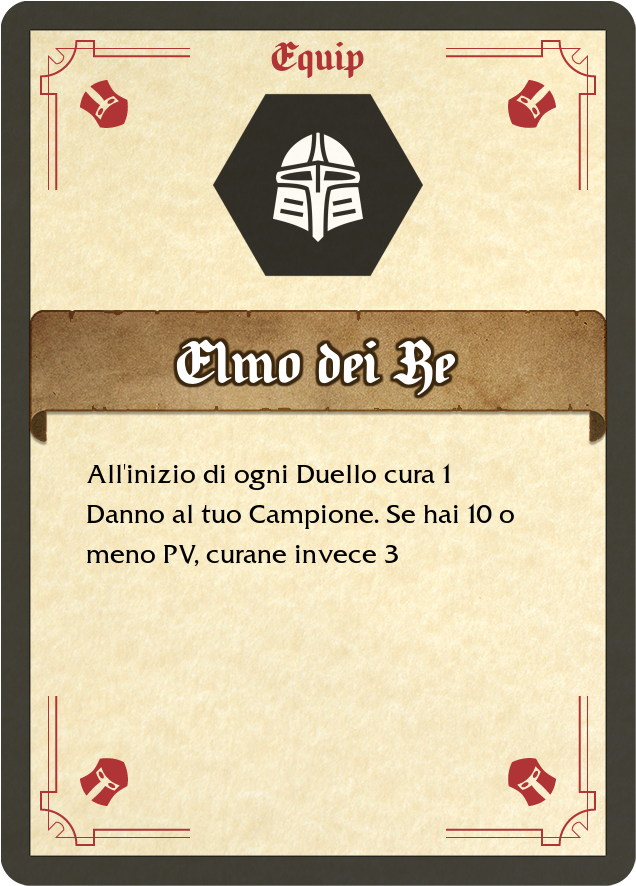 Equip
Elmo dei Re
All'inizio di ogni Duello cura 1
Danno al tuo Campione. Se hai 10 o
meno PV, curane invece 3